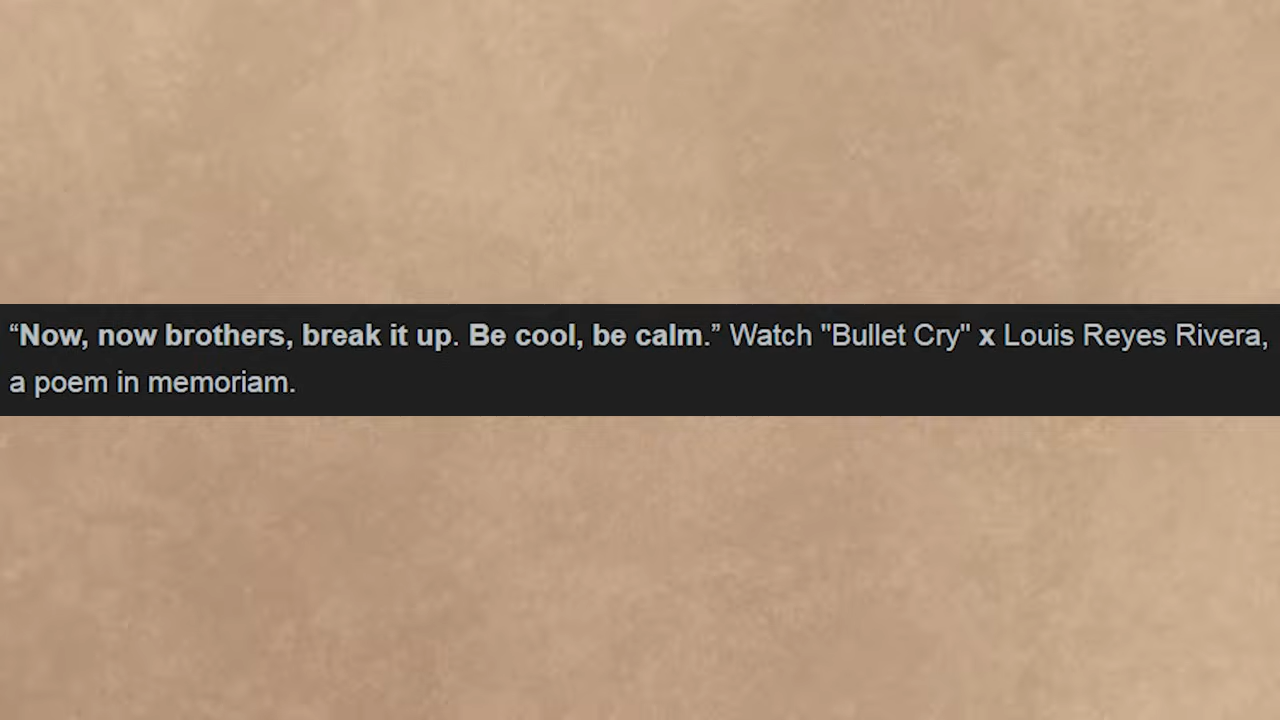 “Now, now brothers, break it up. Be cool, be calm.” Watch "Bullet Cry" x Louis Reyes Rivera,
a poem in memoriam.